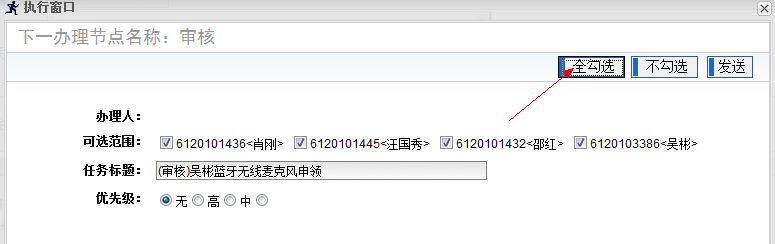 执行窗口
下一办理节点名称：审核
全勾选 不勾选 发送
办理人：
可选范围： 6120101436<肖刚> 6120101445<汪国秀> 6120101432<邵红> 6120103386<吴彬>
任务标题： (审核)吴彬蓝牙无线麦克风申领
优先级： 无 高 中